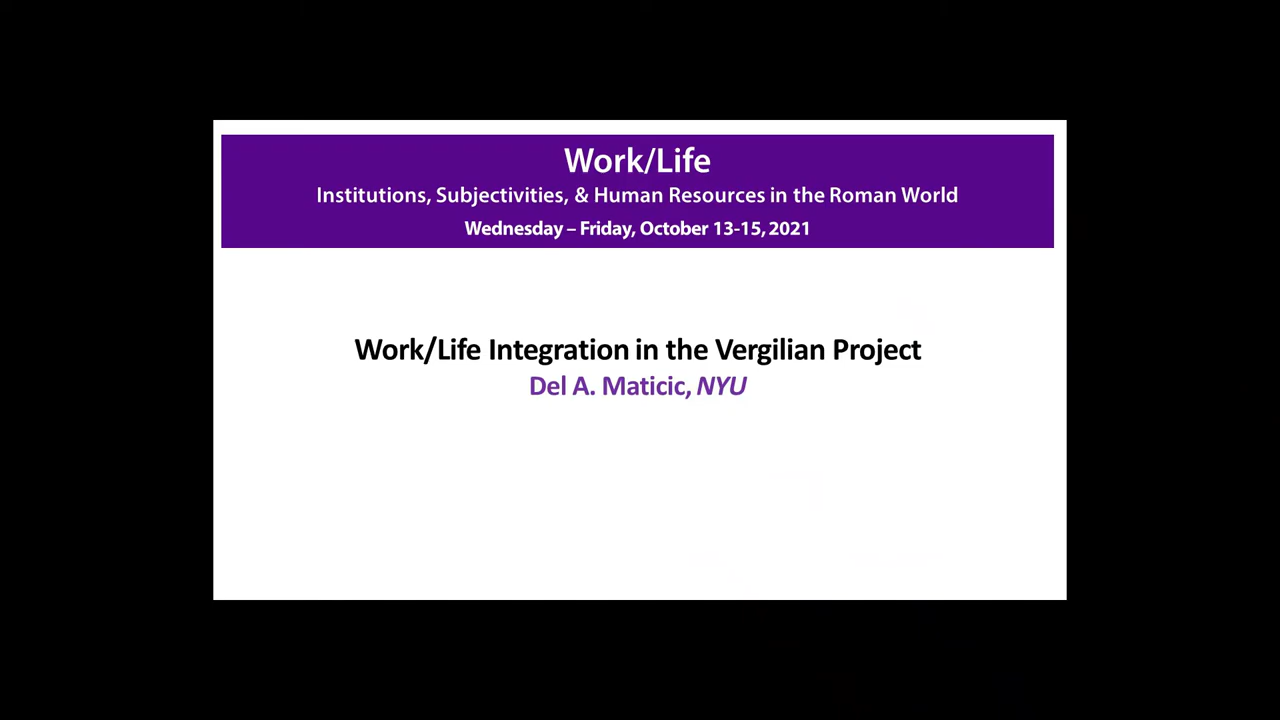 Work/Life
Institutions, Subjectivities, & Human Resources in the Roman World
Wednesday – Friday, October 13-15, 2021
Work/Life Integration in the Vergilian Project
Del A. Maticic, NYU